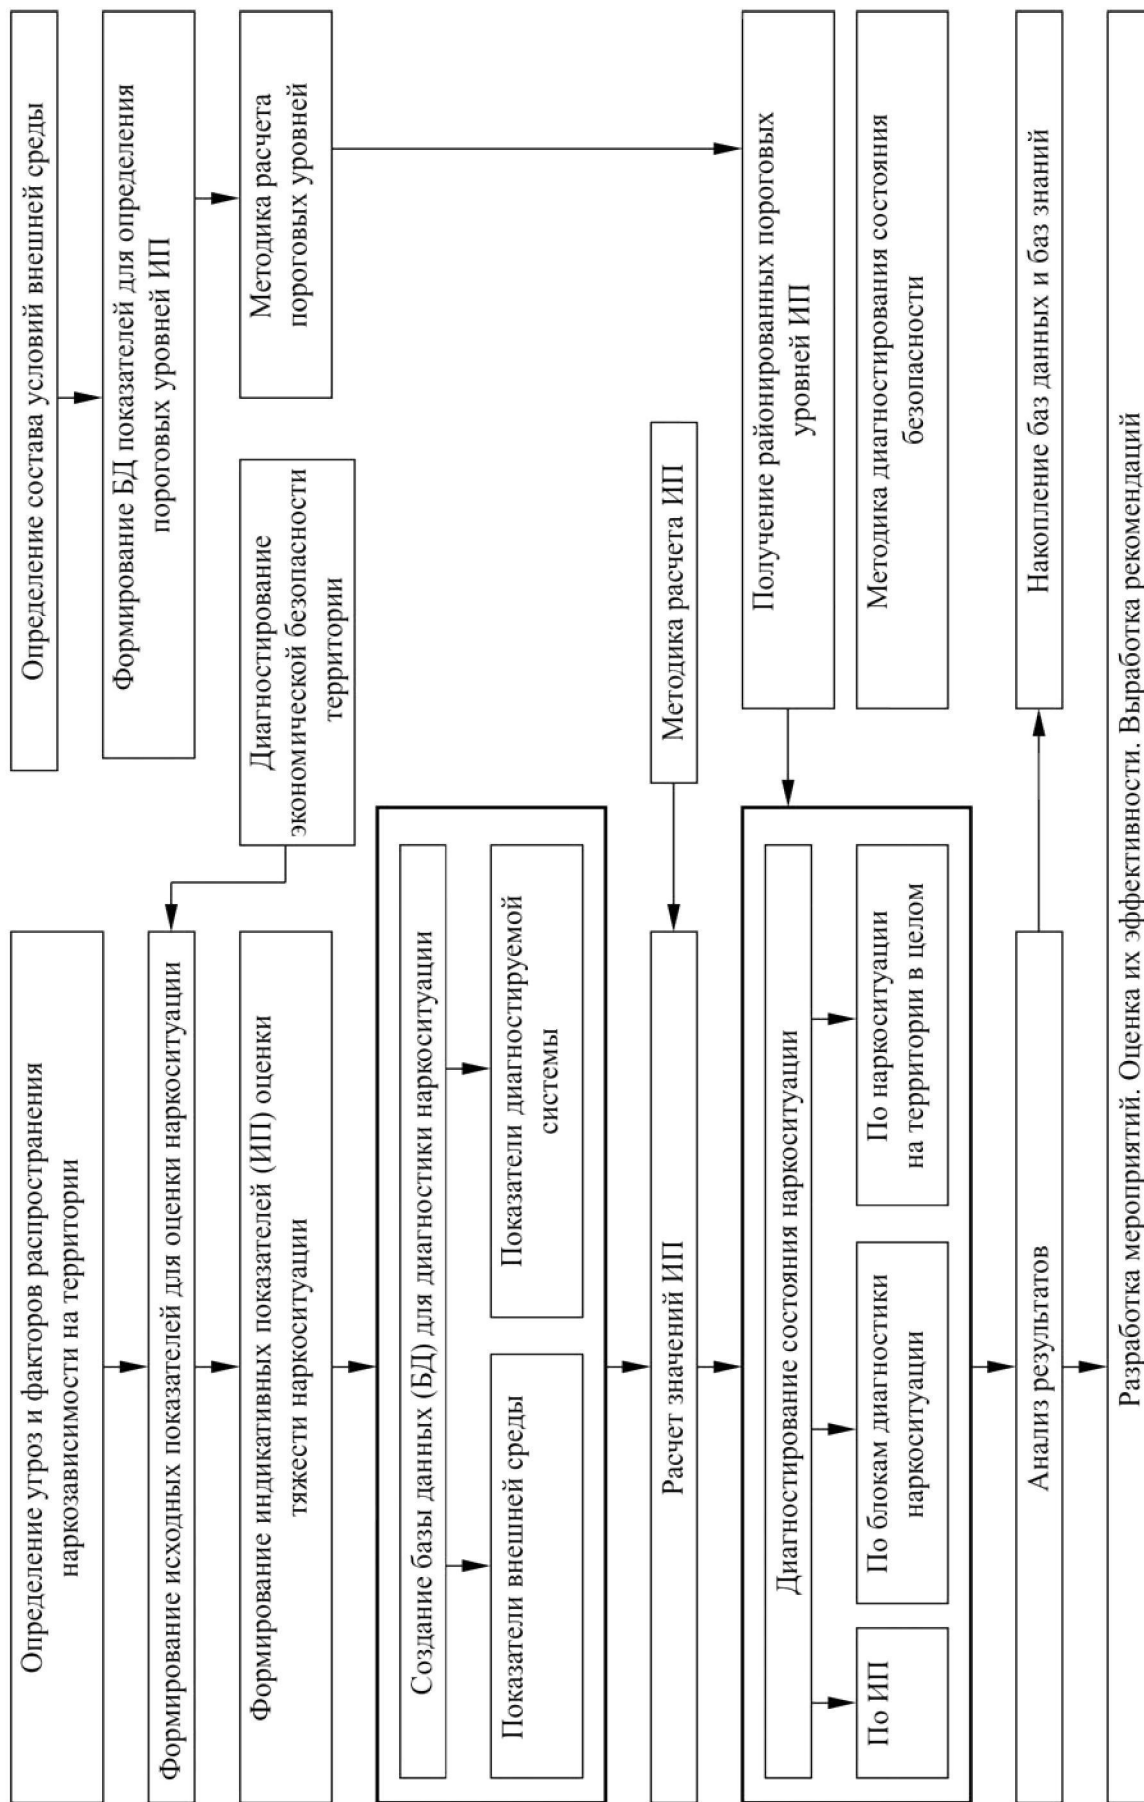 Определение угроз и факторов распространения
наркозависимости на территории
Формирование исходных показателей для оценки наркоситуации
Формирование индикативных показателей (ИП) оценки
тяжести наркоситуации
Создание базы данных (БД) для диагностики наркоситуации
Показатели внешней среды
Показатели диагностируемой
системы
Расчет значений ИП
Диагностирование состояния наркоситуации
По ИП
По блокам диагностики
наркоситуации
По наркоситуации
на территории в целом
Анализ результатов
Определение состава условий внешней среды
Формирование БД показателей для определения
пороговых уровней ИП
Диагностирование
экономической безопасности
территории
Методика расчета
пороговых уровней
Методика расчета ИП
Получение районированных пороговых
уровней ИП
Методика диагностирования состояния
безопасности
Накопление баз данных и баз знаний
Разработка мероприятий. Оценка их эффективности. Выработка рекомендаций